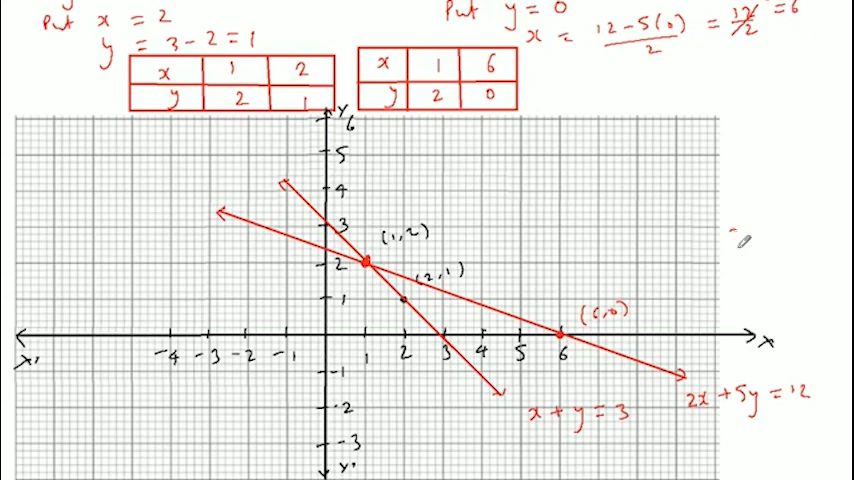 Put x = 2
y = 3 - 2 = 1
Put y = 0
x = 12 - 5(0) / 2 = 12/2 = 6
x 1 2
y 2 1
x 1 6
y 2 0
Y
6
5
4
3
2
1
(1,2)
(2,1)
(6,0)
X'
-4 -3 -2 -1 1 2 3 4 5 6
X
-1
-2
-3
Y'
x + y = 3
2x + 5y = 12